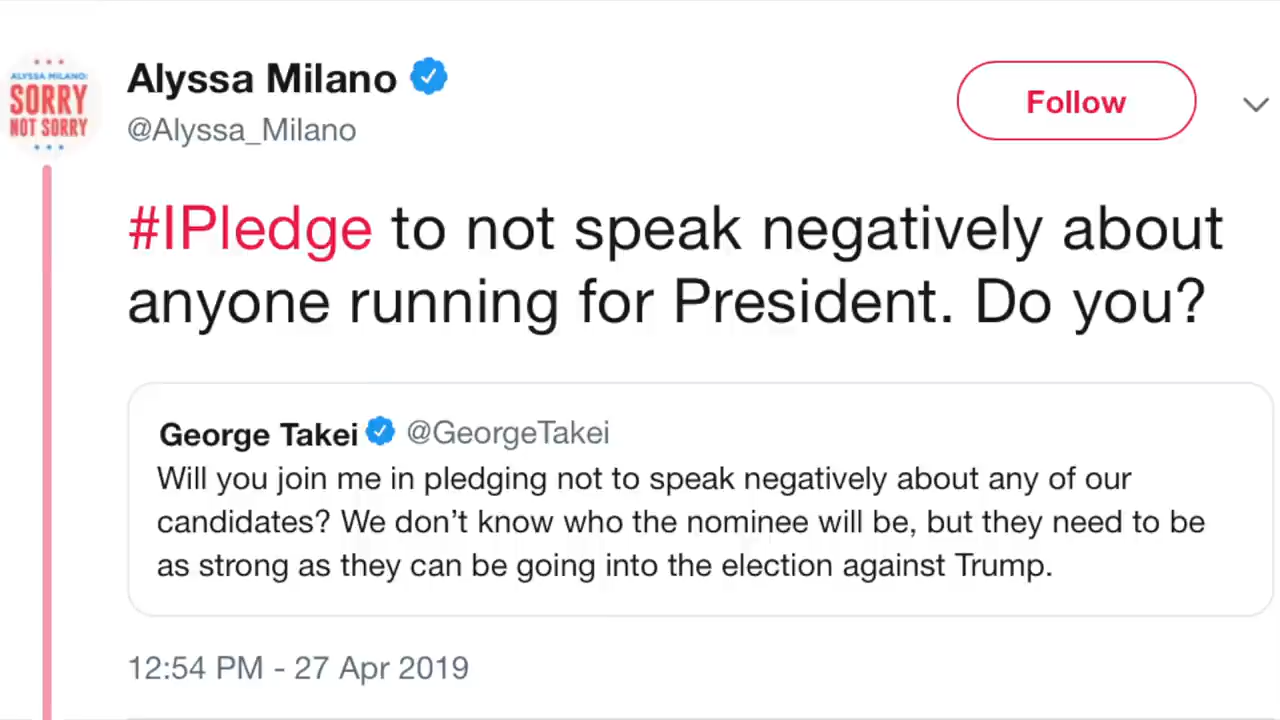 ALYSSA MILANO:
SORRY
NOT SORRY
Alyssa Milano
@Alyssa_Milano
Follow
#IPledge to not speak negatively about
anyone running for President. Do you?
George Takei @GeorgeTakei
Will you join me in pledging not to speak negatively about any of our
candidates? We don’t know who the nominee will be, but they need to be
as strong as they can be going into the election against Trump.
12:54 PM - 27 Apr 2019